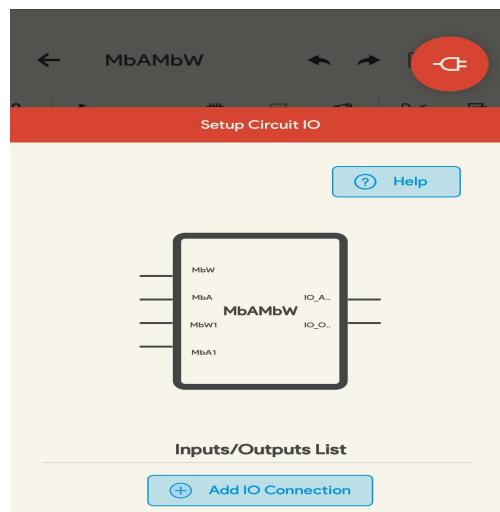 MbAMbW
Setup Circuit IO
Help
MbW
MbA
IO_A..
MbAMbW
MbW1
IO_O..
MbA1
Inputs/Outputs List
Add IO Connection